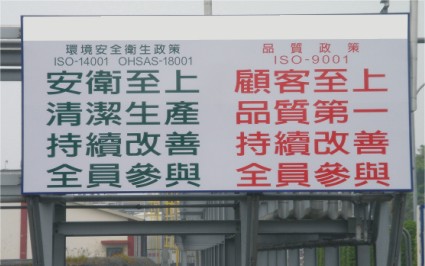 環境安全衛生政策
ISO-14001 OHSAS-18001
安衛至上
清潔生產
持續改善
全員參與
品質政策
ISO-9001
顧客至上
品質第一
持續改善
全員參與